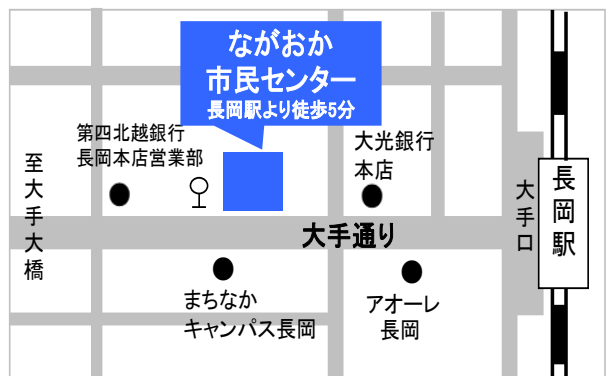 ながおか
市民センター
長岡駅より徒歩5分
第四北越銀行
長岡本店営業部
大光銀行
本店
至大手大橋
大手口
長岡駅
大手通り
まちなか
キャンパス長岡
アオーレ
長岡